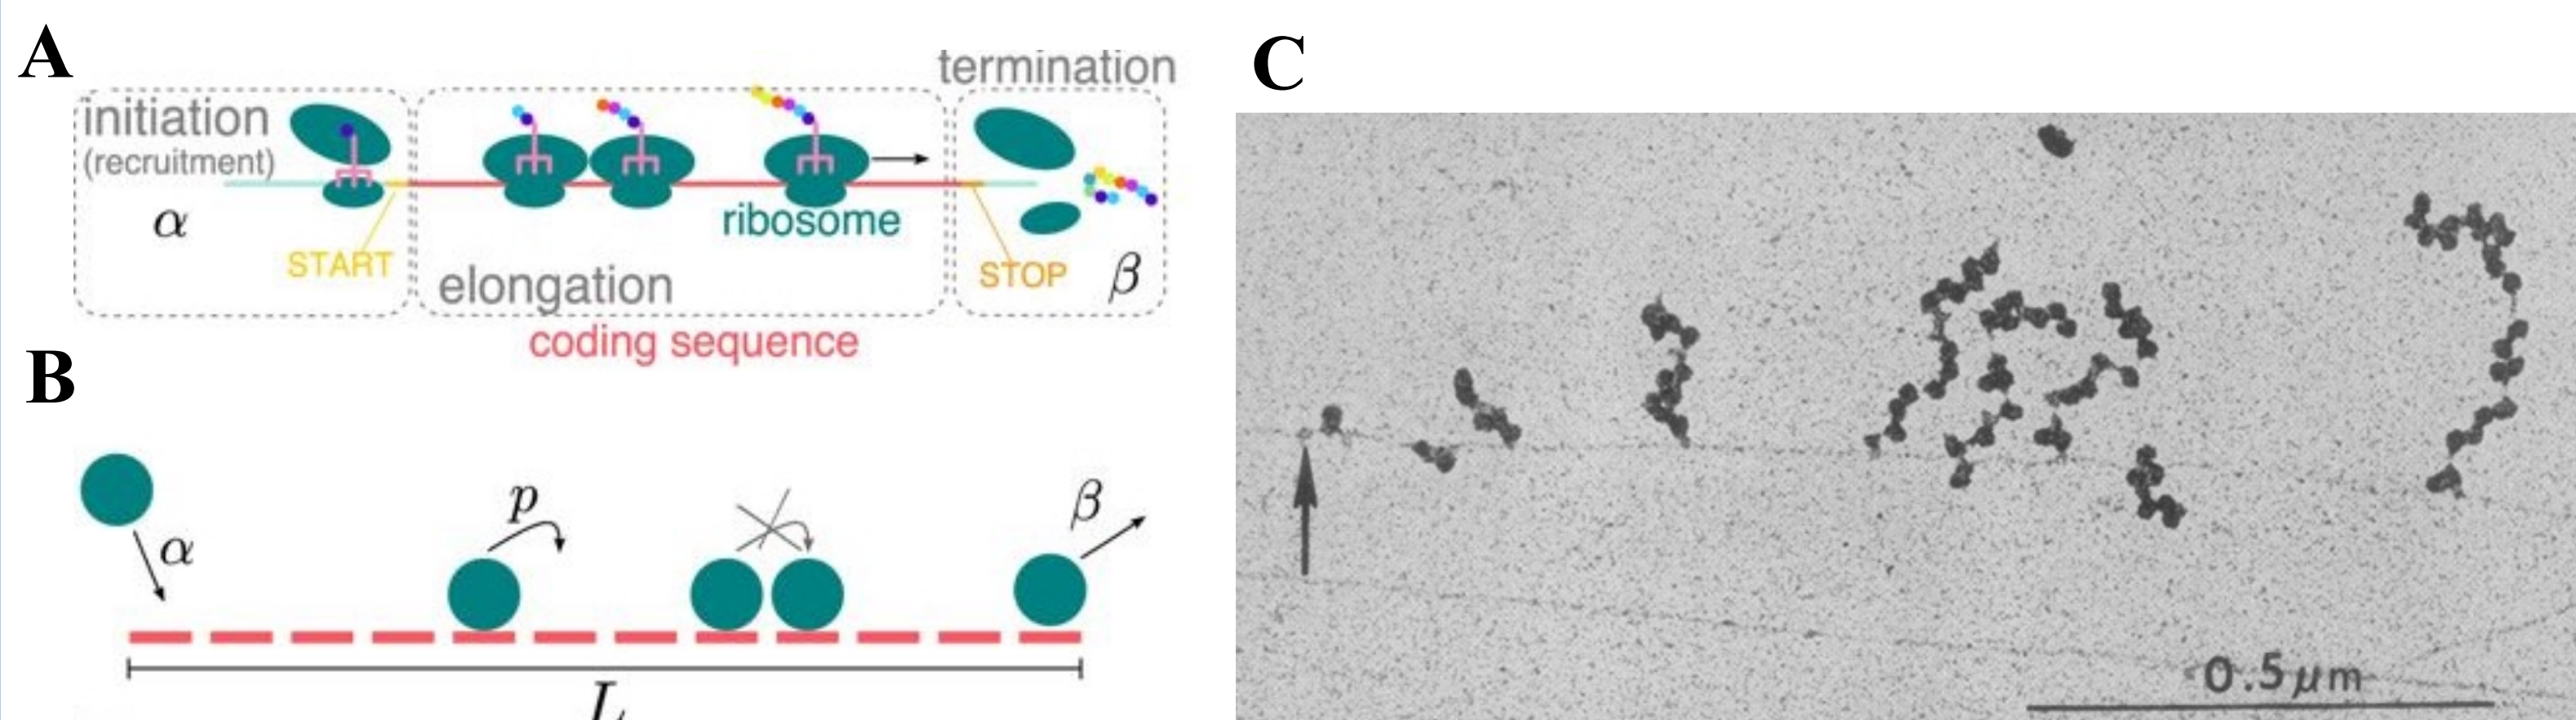 A
initiation
(recruitment)
α
START
elongation
ribosome
coding sequence
termination
STOP
β
B
α
p
β
L
C
0.5 μm